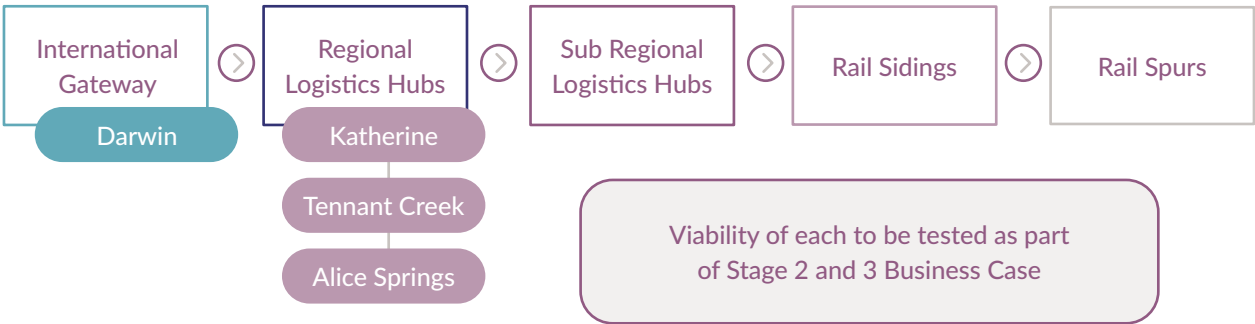 International
Gateway
Darwin
Regional
Logistics Hubs
Katherine
Tennant Creek
Alice Springs
Sub Regional
Logistics Hubs
Rail Sidings
Rail Spurs
Viability of each to be tested as part
of Stage 2 and 3 Business Case